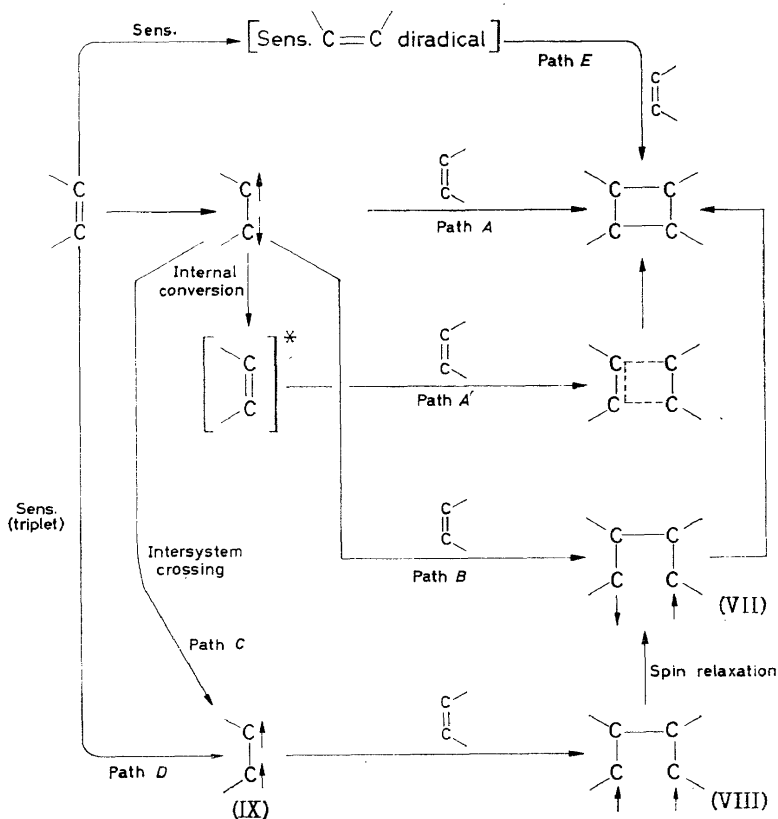 Sens.
[Sens. C=C diradical]
Path E
C
C
C
C
C
C
C
C
Path A
C C
C C
Internal
conversion
[C
C]*
C
C
Path A′
C C
C C
Sens.
(triplet)
Intersystem
crossing
C
C
Path B
C C
C C
(VII)
Path C
Spin relaxation
C
C
C
C
C C
C C
Path D
(IX)
(VIII)